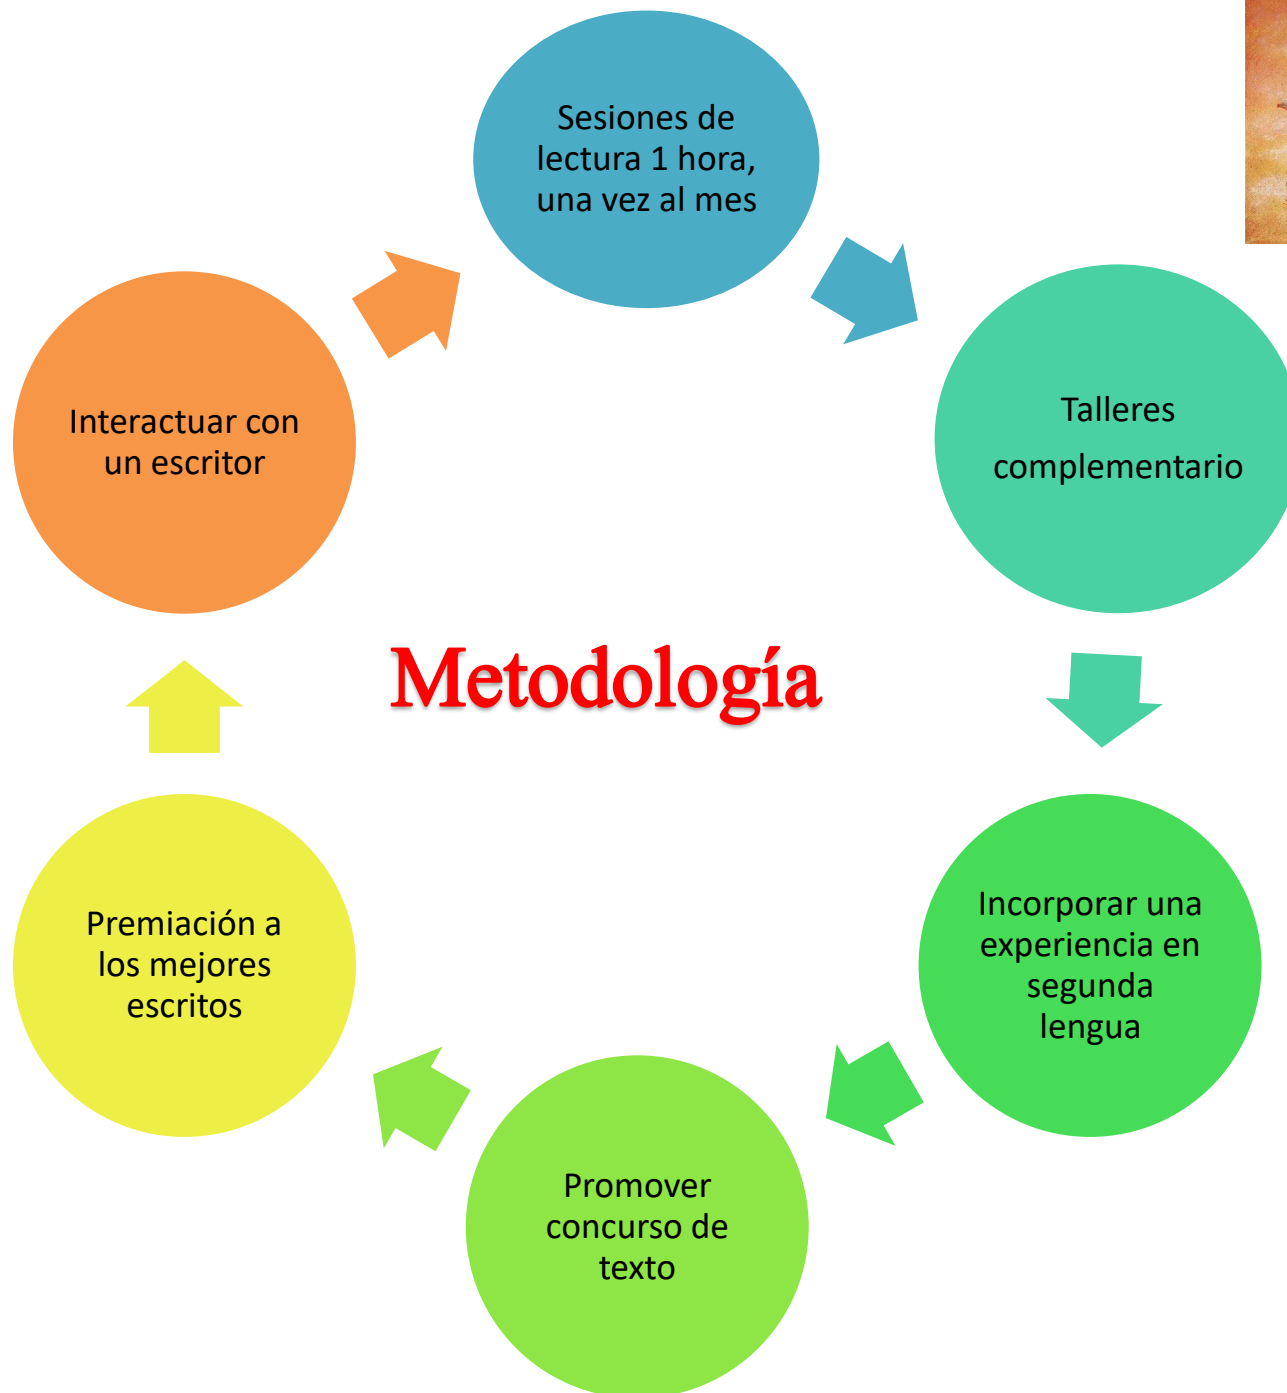 Sesiones de
lectura 1 hora,
una vez al mes
Talleres
complementario
Incorporar una
experiencia en
segunda
lengua
Promover
concurso de
texto
Premiación a
los mejores
escritos
Interactuar con
un escritor
Metodología